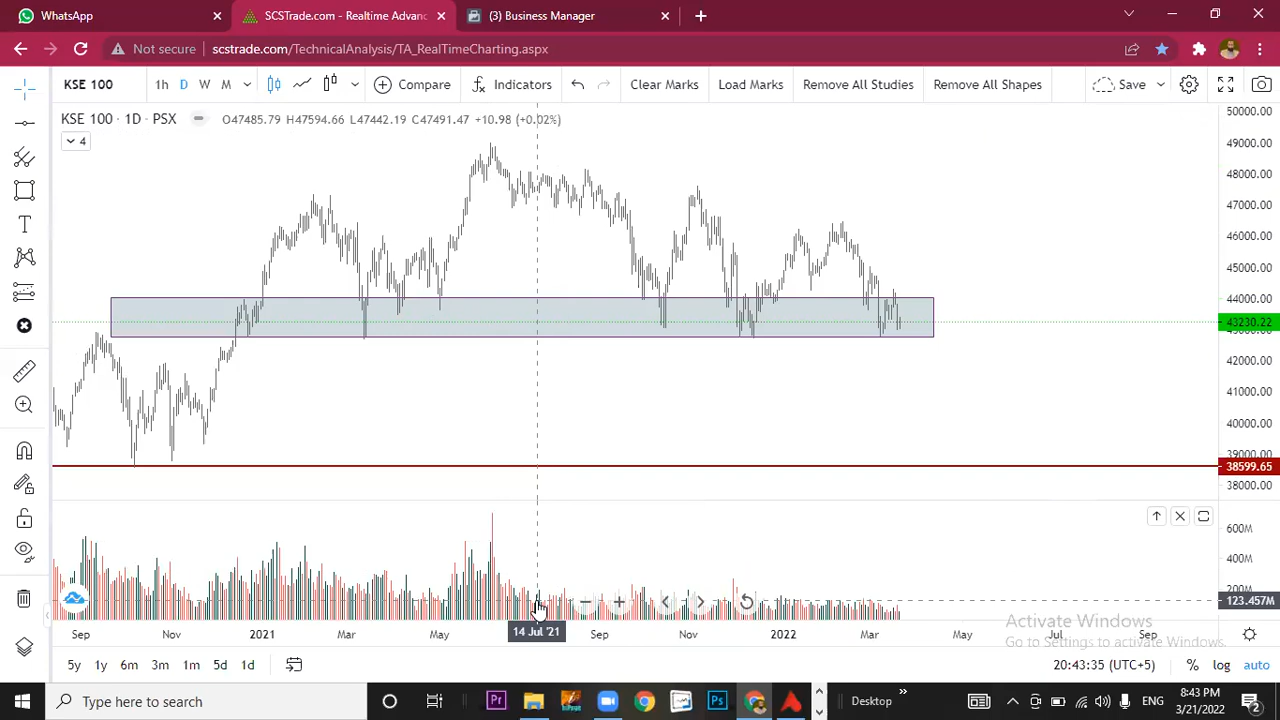 WhatsApp
SCSTrade.com - Realtime Advanc
(3) Business Manager
Not secure scstrade.com/TechnicalAnalysis/TA_RealTimeCharting.aspx
KSE 100 1h D W M Compare Indicators Clear Marks Load Marks Remove All Studies Remove All Shapes Save
KSE 100 · 1D · PSX O47485.79 H47594.66 L47442.19 C47491.47 +10.98 (+0.02%)
4
50000.00
49000.00
48000.00
47000.00
46000.00
45000.00
44000.00
43230.22
43000.00
42000.00
41000.00
40000.00
39000.00
38599.65
38000.00
600M
400M
200M
123.457M
Activate Windows
Go to Settings to activate Windows.
Sep Nov 2021 Mar May 14 Jul '21 Sep Nov 2022 Mar May Jul Sep
5y 1y 6m 3m 1m 5d 1d 20:43:35 (UTC+5) % log auto
Type here to search Pr Ps Desktop ENG 8:43 PM
3/21/2022 2